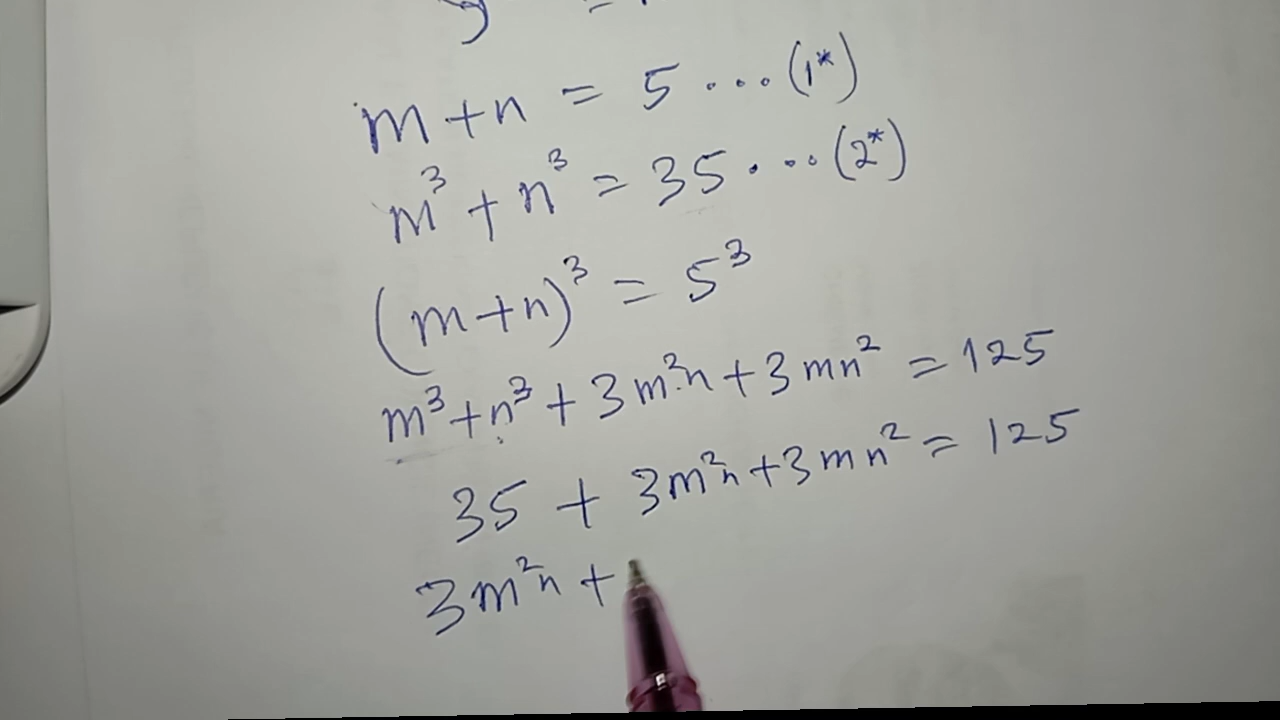 m + n = 5 ... (1*)
m³ + n³ = 35 ... (2*)
(m + n)³ = 5³
m³ + n³ + 3m²n + 3mn² = 125
35 + 3m²n + 3mn² = 125
3m²n +